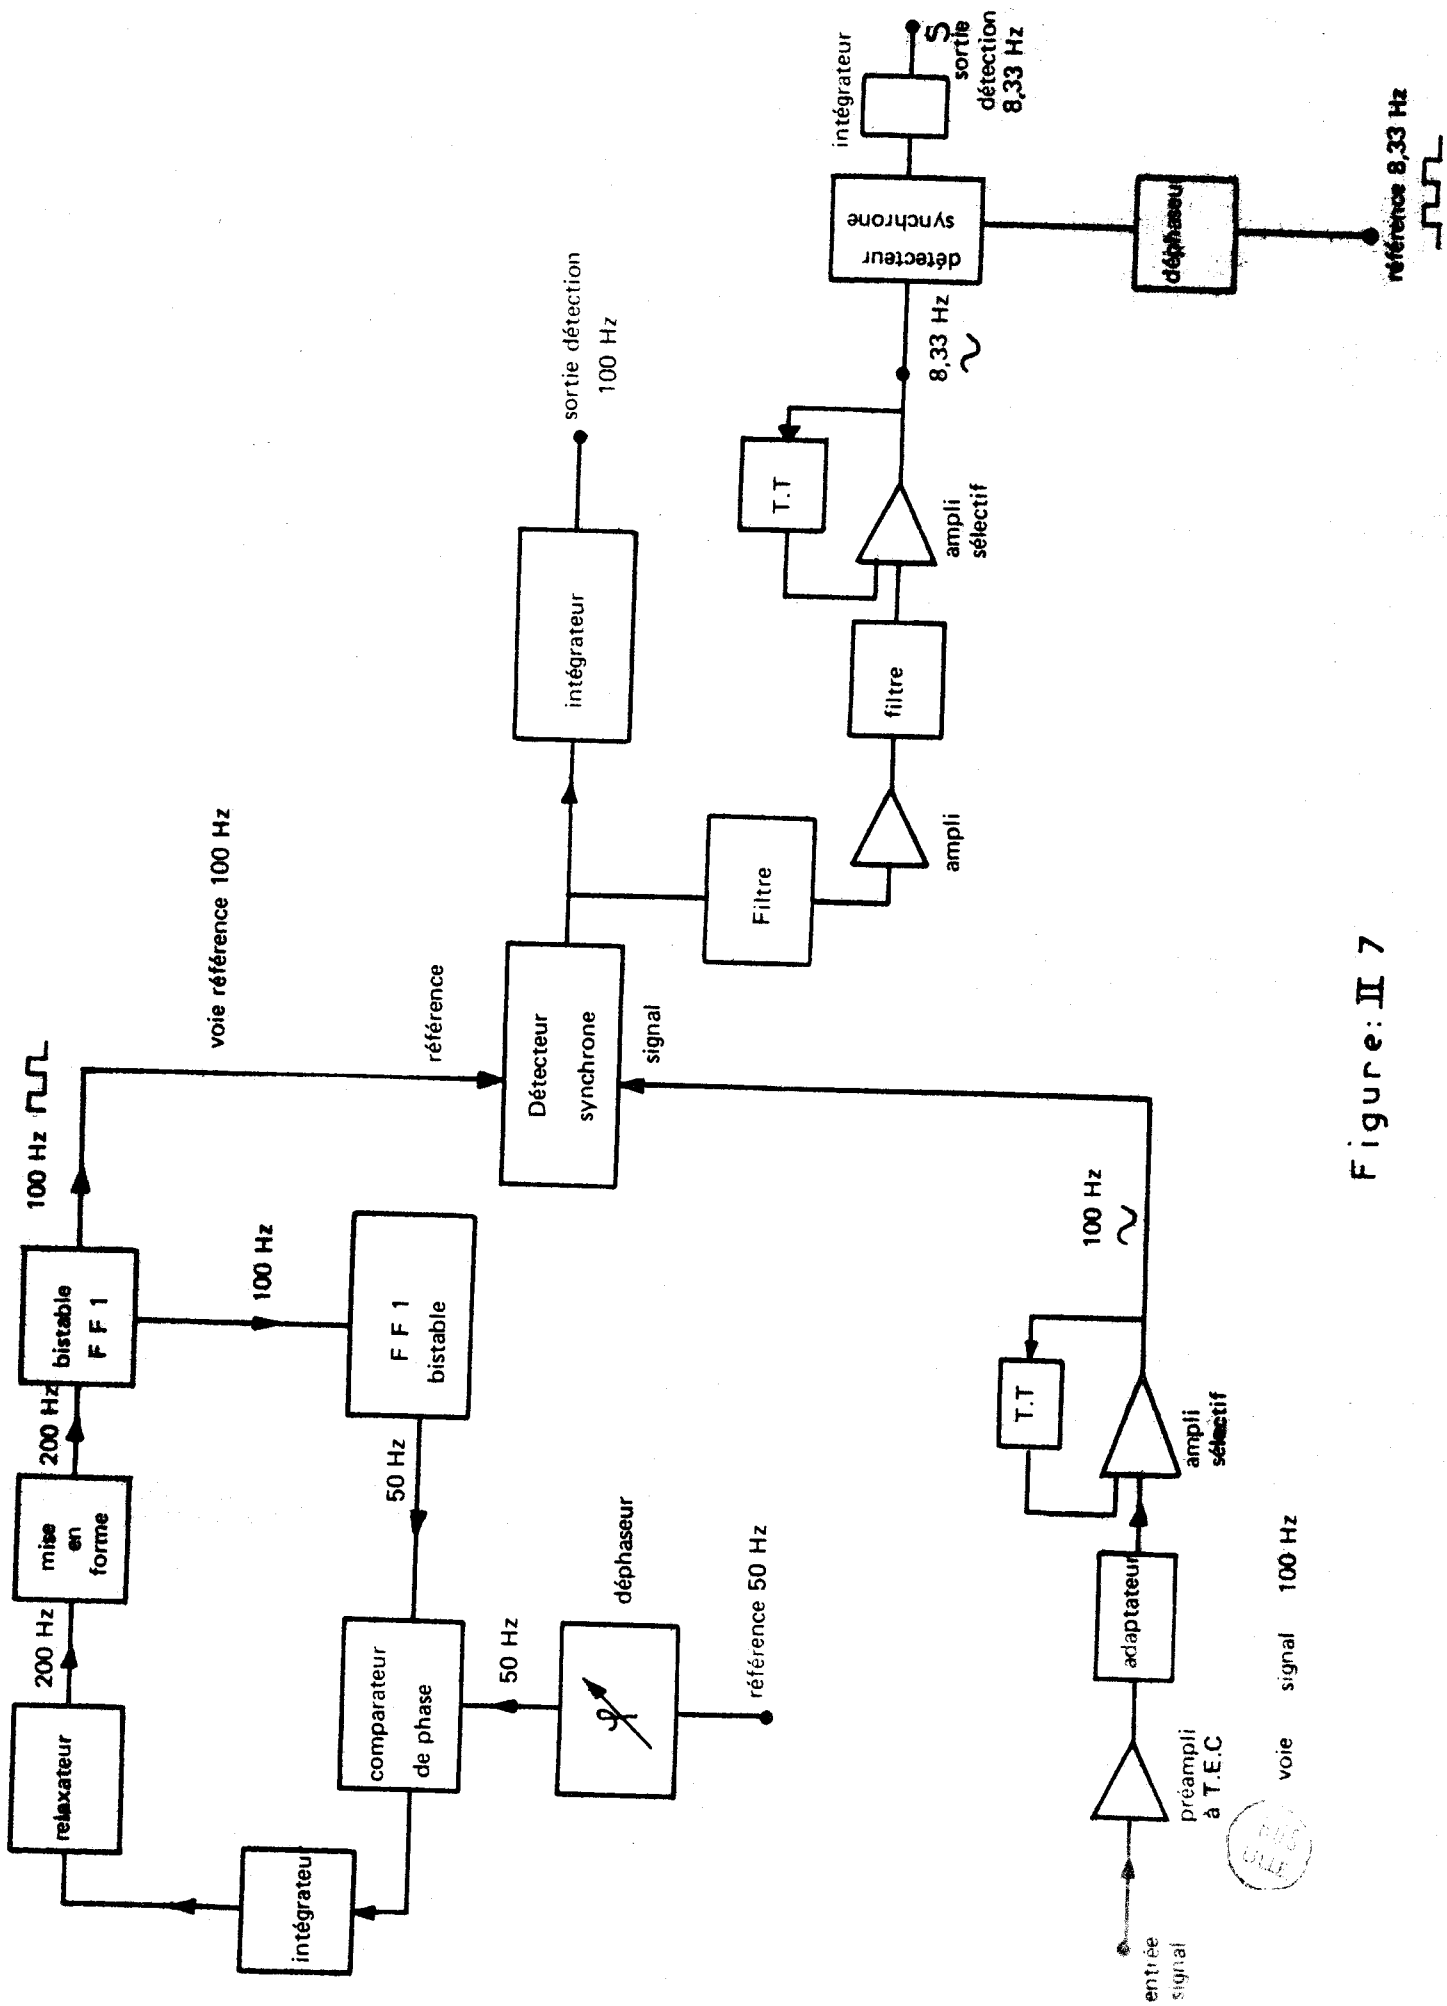 100 Hz
voie référence 100 Hz
200 Hz
200 Hz
relaxateur
mise
en
forme
bistable
F F 1
100 Hz
F F 1
bistable
50 Hz
intégrateur
comparateur
de phase
50 Hz
déphaseur
φ
référence 50 Hz
référence
Détecteur
synchrone
signal
intégrateur
sortie détection
100 Hz
Filtre
ampli
filtre
T.T
ampli
sélectif
8,33 Hz
détecteur
synchrone
intégrateur
S
sortie
détection
8,33 Hz
déphaseur
référence 8,33 Hz
entrée
signal
préampli
à T.E.C
adaptateur
T.T
ampli
sélectif
100 Hz
voie signal 100 Hz
BUS
LILLE
Figure: II 7